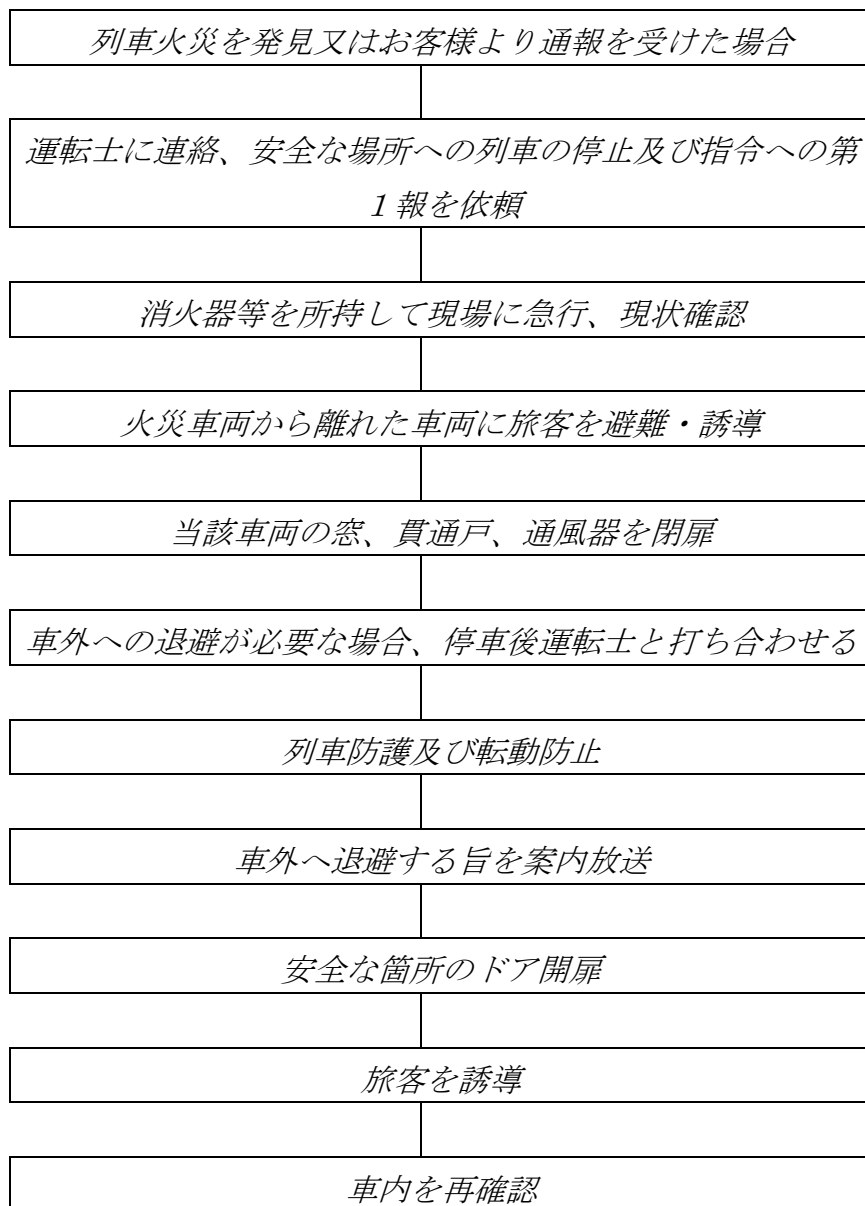 列車火災を発見又はお客様より通報を受けた場合
運転士に連絡、安全な場所への列車の停止及び指令への第
1報を依頼
消火器等を所持して現場に急行、現状確認
火災車両から離れた車両に旅客を避難・誘導
当該車両の窓、貫通戸、通風器を閉扉
車外への退避が必要な場合、停車後運転士と打ち合わせる
列車防護及び転動防止
車外へ退避する旨を案内放送
安全な箇所のドア開扉
旅客を誘導
車内を再確認